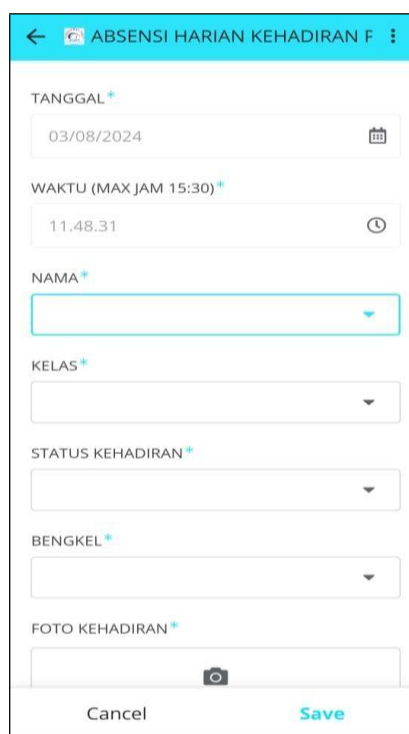 ABSENSI HARIAN KEHADIRAN F
TANGGAL*
03/08/2024
WAKTU (MAX JAM 15:30)*
11.48.31
NAMA*
KELAS*
STATUS KEHADIRAN*
BENGKEL*
FOTO KEHADIRAN*
Cancel Save